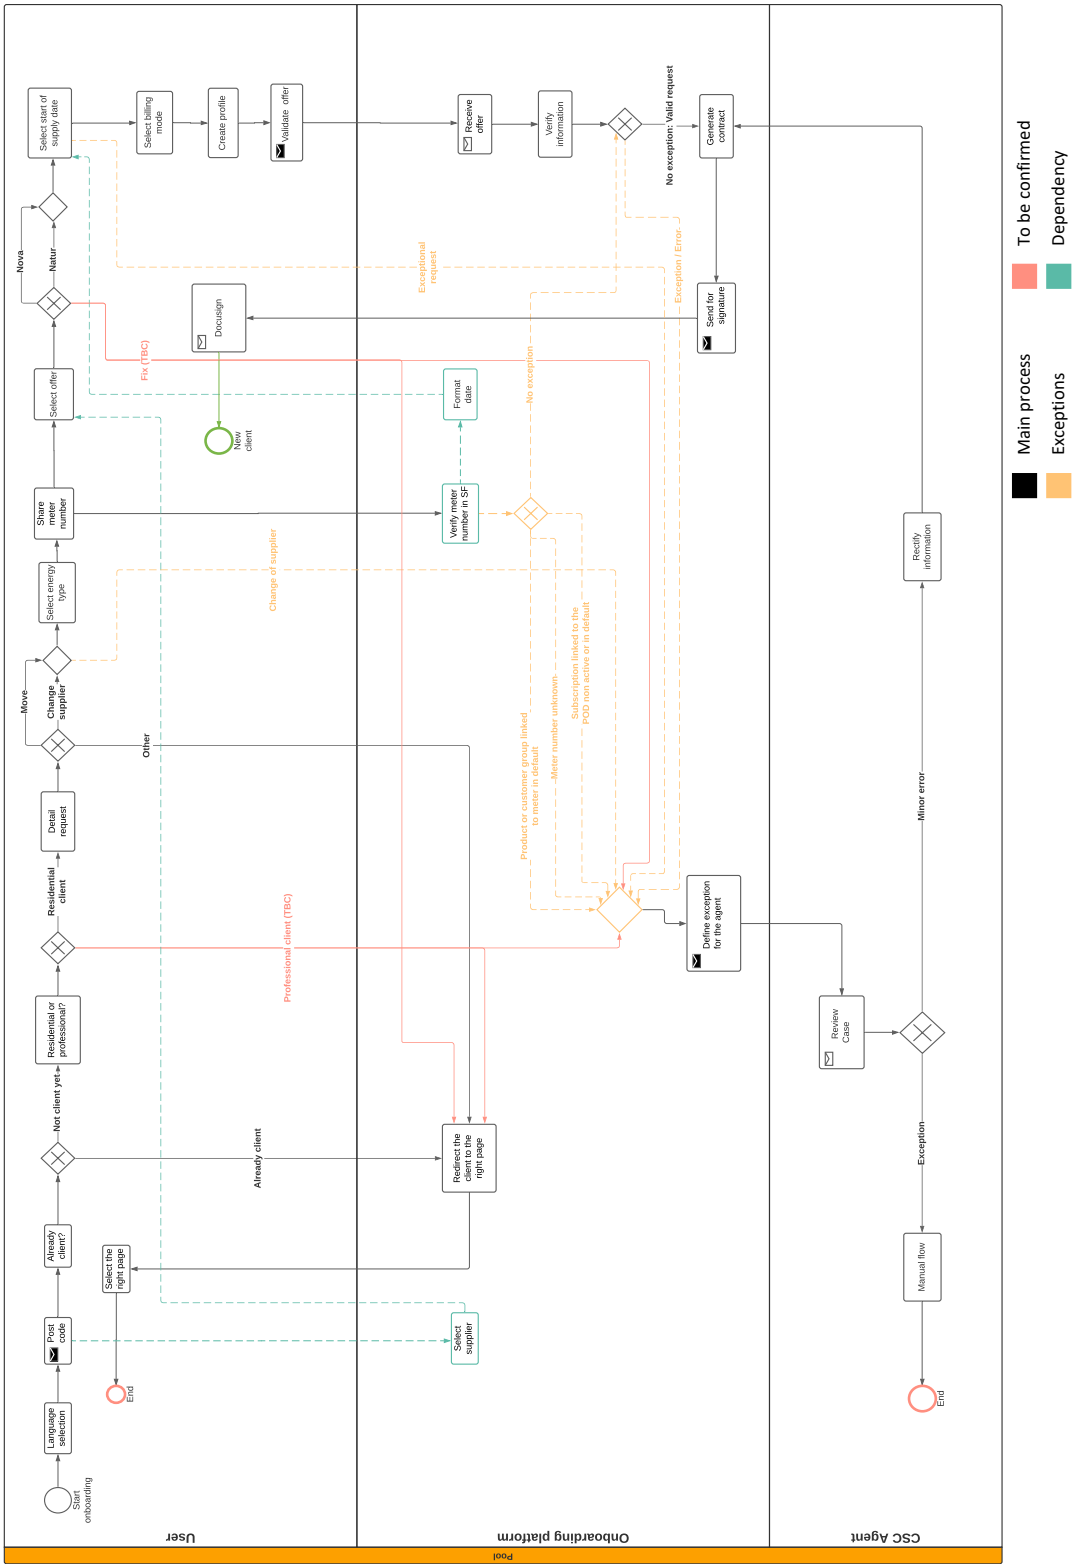 Pool
User
Start
onboarding
Language
selection
Post
code
Already
client?
Not client yet
Already client
Residential or
professional?
Residential
client
Professional client (TBC)
Detail
request
Move
Change
supplier
Other
Select energy
type
Change of supplier
Share
meter
number
Select offer
Nova
Natur
Fix (TBC)
Select start of
supply date
Exceptional
request
Select billing
mode
Create profile
Validate offer
Docusign
New
client
Select the
right page
End
Onboarding platform
Select
supplier
Redirect the
client to the
right page
Verify meter
number in SF
Format
date
No exception
Product or customer group linked
to meter in default
Meter number unknown
Subscription linked to the
POD non active or in default
Receive
offer
Verify
information
No exception: Valid request
Exception / Error
Generate
contract
Send for
signature
Define exception
for the agent
CSC Agent
Review
Case
Minor error
Exception
Rectify
information
Manual flow
End
Main process
To be confirmed
Exceptions
Dependency